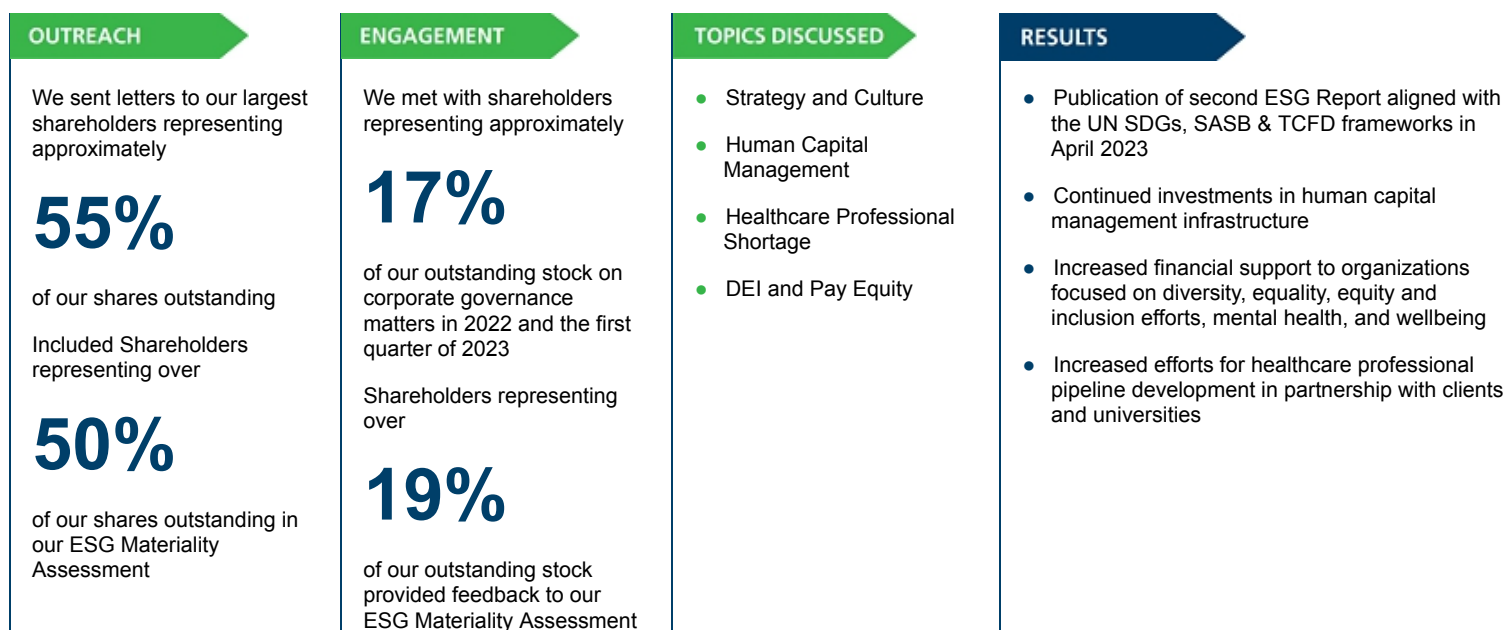 OUTREACH
We sent letters to our largest
shareholders representing
approximately
55%
of our shares outstanding
Included Shareholders
representing over
50%
of our shares outstanding in
our ESG Materiality
Assessment
ENGAGEMENT
We met with shareholders
representing approximately
17%
of our outstanding stock on
corporate governance
matters in 2022 and the first
quarter of 2023
Shareholders representing
over
19%
of our outstanding stock
provided feedback to our
ESG Materiality Assessment
TOPICS DISCUSSED
● Strategy and Culture
● Human Capital
Management
● Healthcare Professional
Shortage
● DEI and Pay Equity
RESULTS
● Publication of second ESG Report aligned with
the UN SDGs, SASB & TCFD frameworks in
April 2023
● Continued investments in human capital
management infrastructure
● Increased financial support to organizations
focused on diversity, equality, equity and
inclusion efforts, mental health, and wellbeing
● Increased efforts for healthcare professional
pipeline development in partnership with clients
and universities